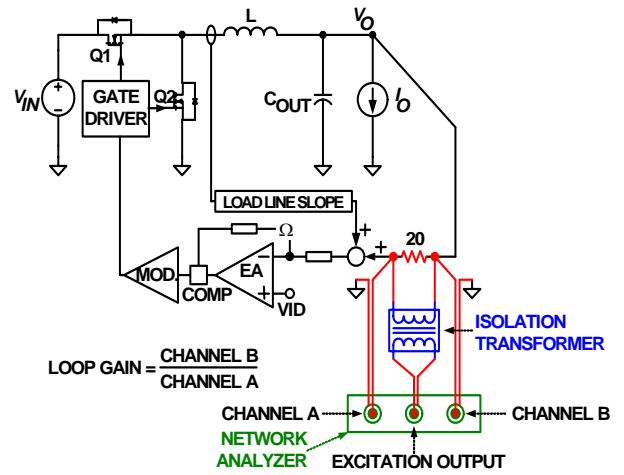 L
VO
Q1
VIN
GATE
DRIVER
Q2
COUT
IO
LOAD LINE SLOPE
+
20
Ω
+
MOD.
COMP
EA
−
+
VID
ISOLATION
TRANSFORMER
LOOP GAIN = CHANNEL B
CHANNEL A
CHANNEL A
CHANNEL B
NETWORK
ANALYZER
EXCITATION OUTPUT